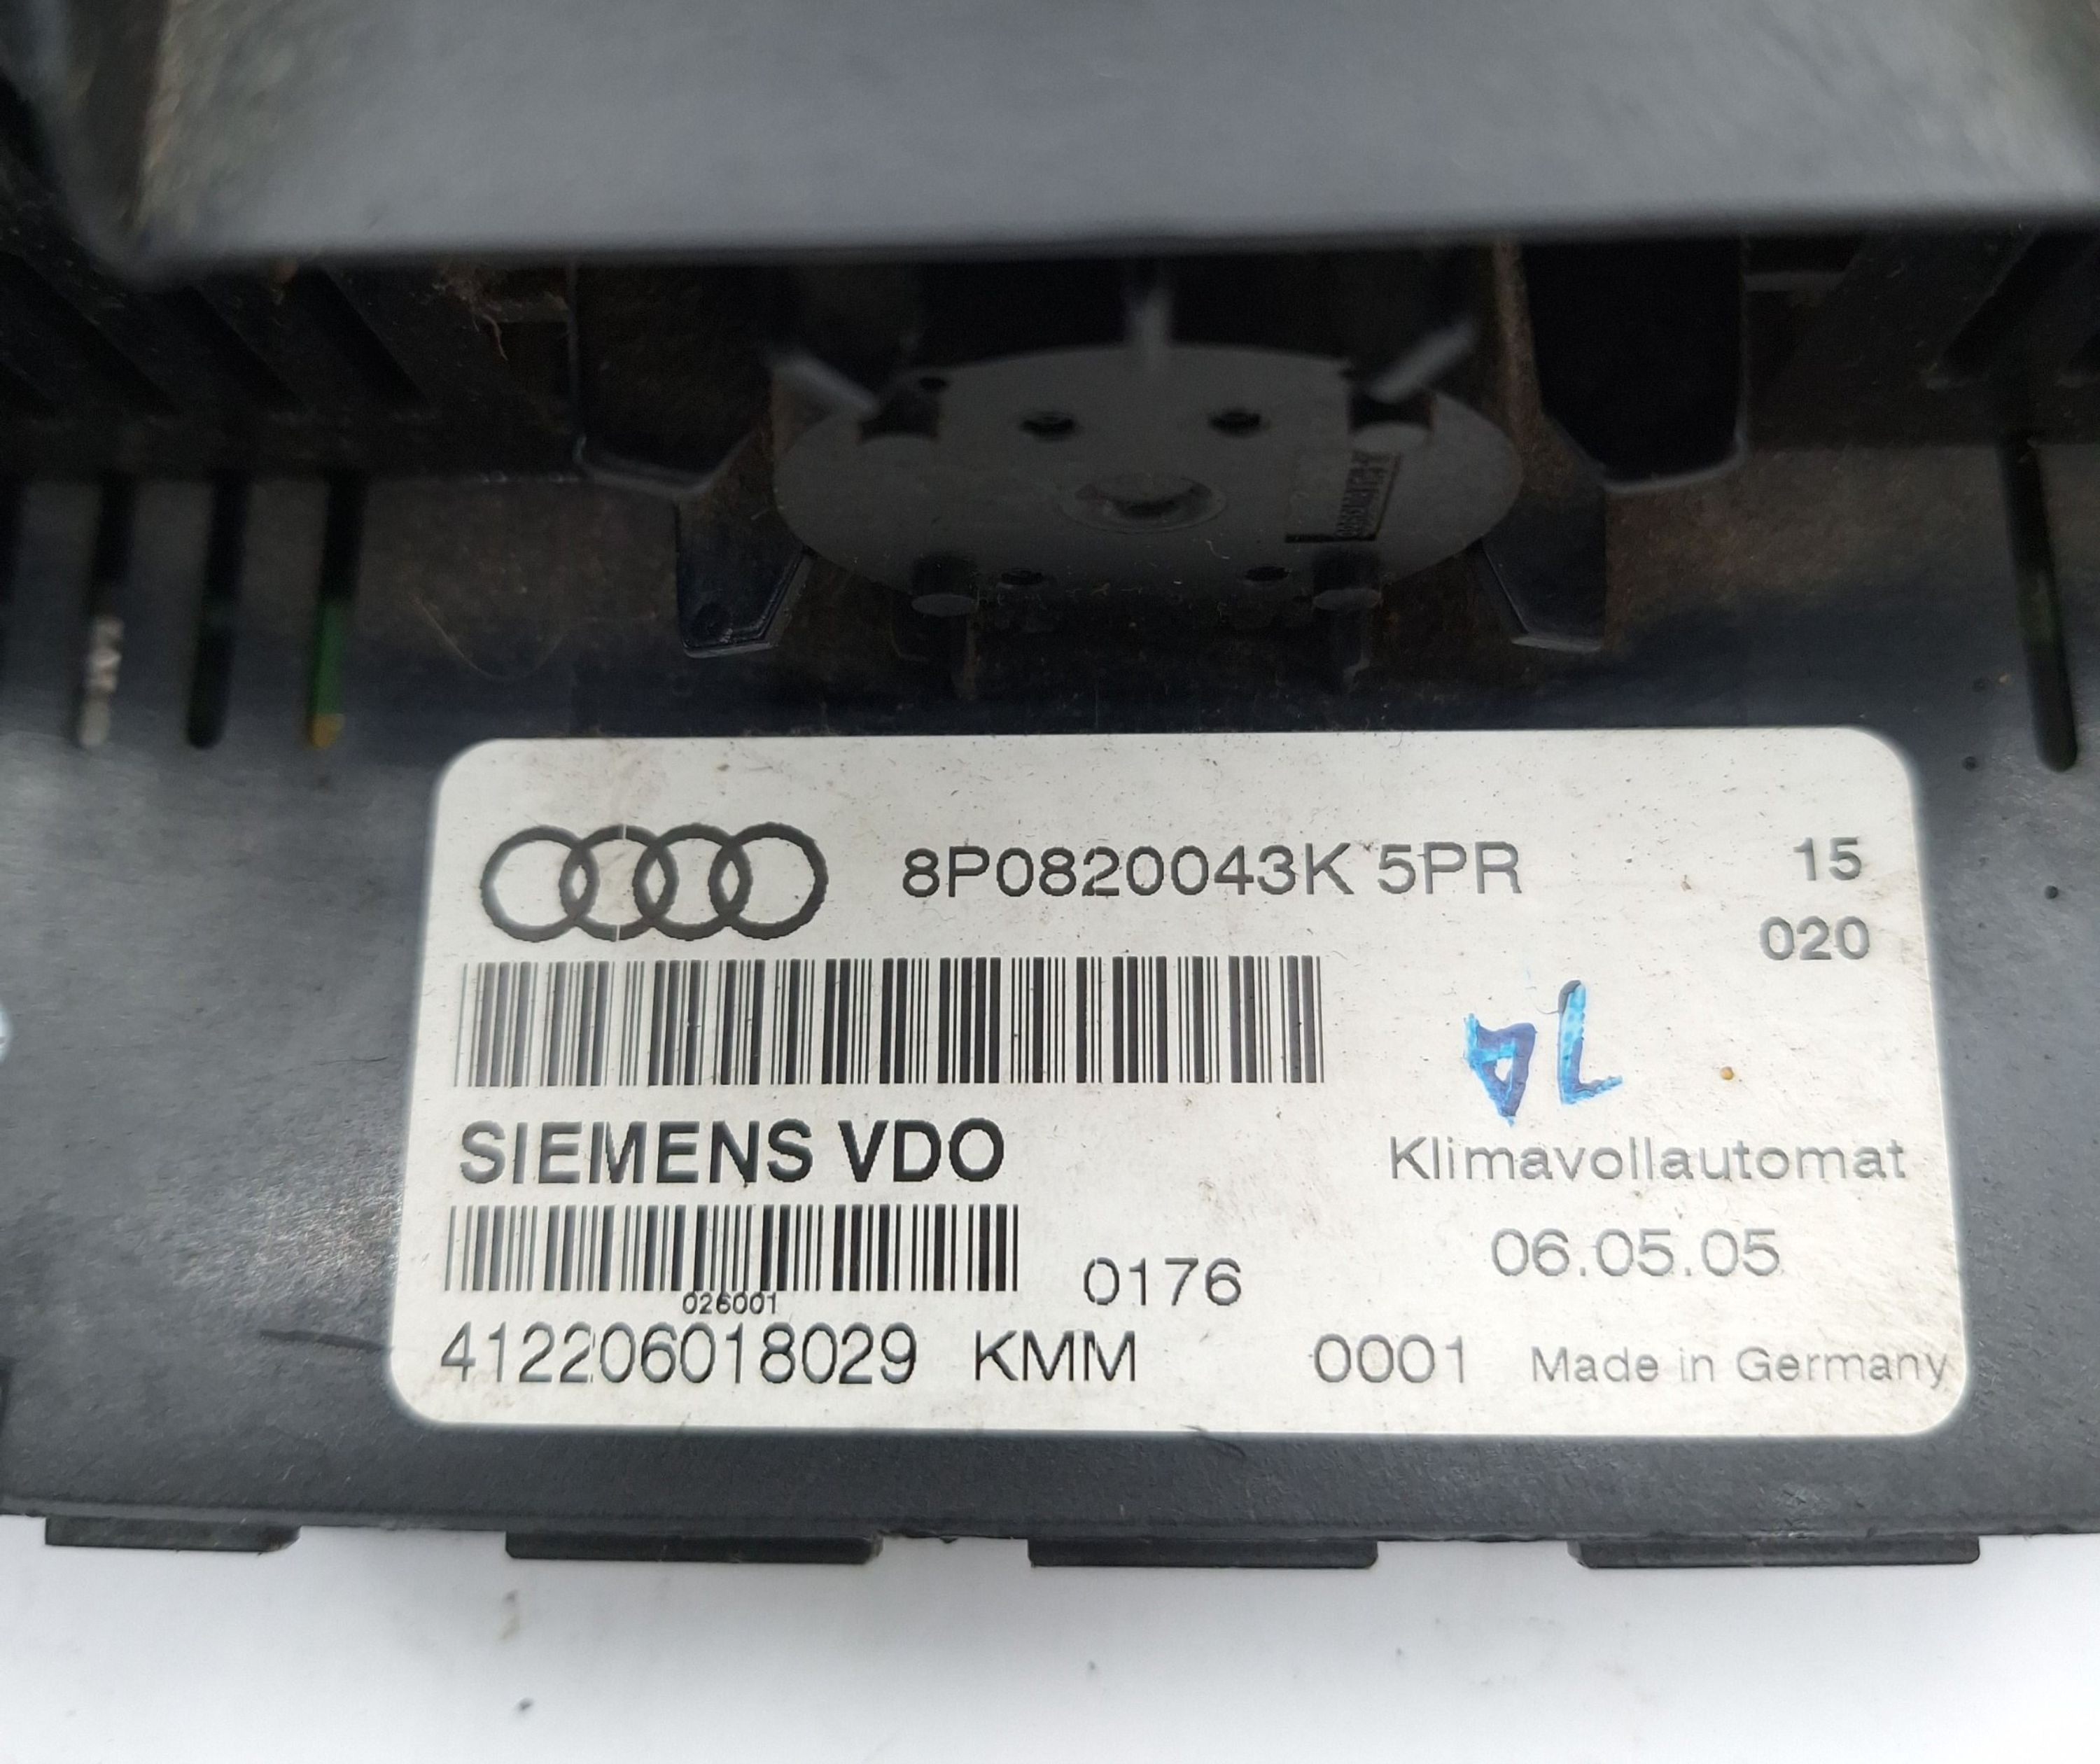 8P0820043K 5PR
15
020
SIEMENS VDO
Klimavollautomat
06.05.05
026001
0176
412206018029 KMM 0001 Made in Germany